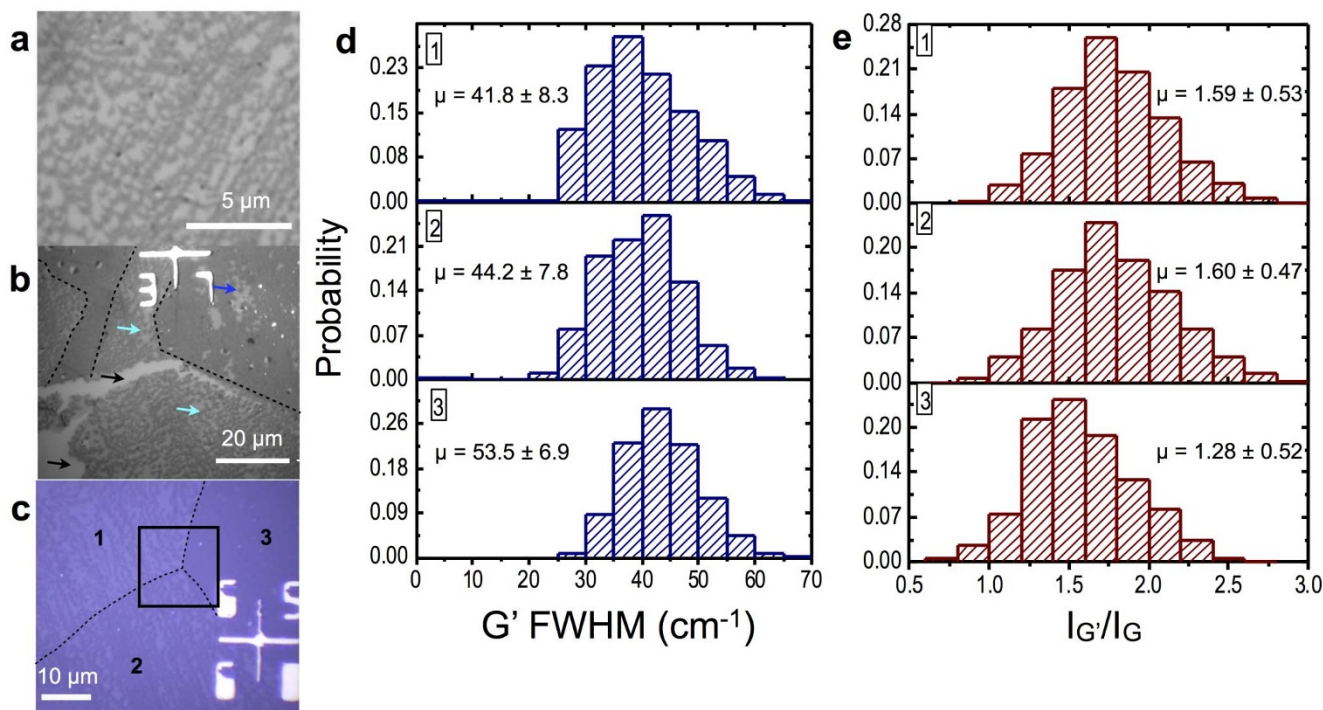 a
5 µm
b
3
7
20 µm
c
1
3
2
10 µm
d
1
µ = 41.8 ± 8.3
2
µ = 44.2 ± 7.8
3
µ = 53.5 ± 6.9
0.23
0.15
0.08
0.00
0.21
0.14
0.07
0.00
0.26
0.18
0.09
0.00
Probability
0 10 20 30 40 50 60 70
G' FWHM (cm-1)
e
1
µ = 1.59 ± 0.53
2
µ = 1.60 ± 0.47
3
µ = 1.28 ± 0.52
0.28
0.21
0.14
0.07
0.00
0.20
0.14
0.07
0.00
0.20
0.14
0.07
0.00
0.5 1.0 1.5 2.0 2.5 3.0
IG'/IG